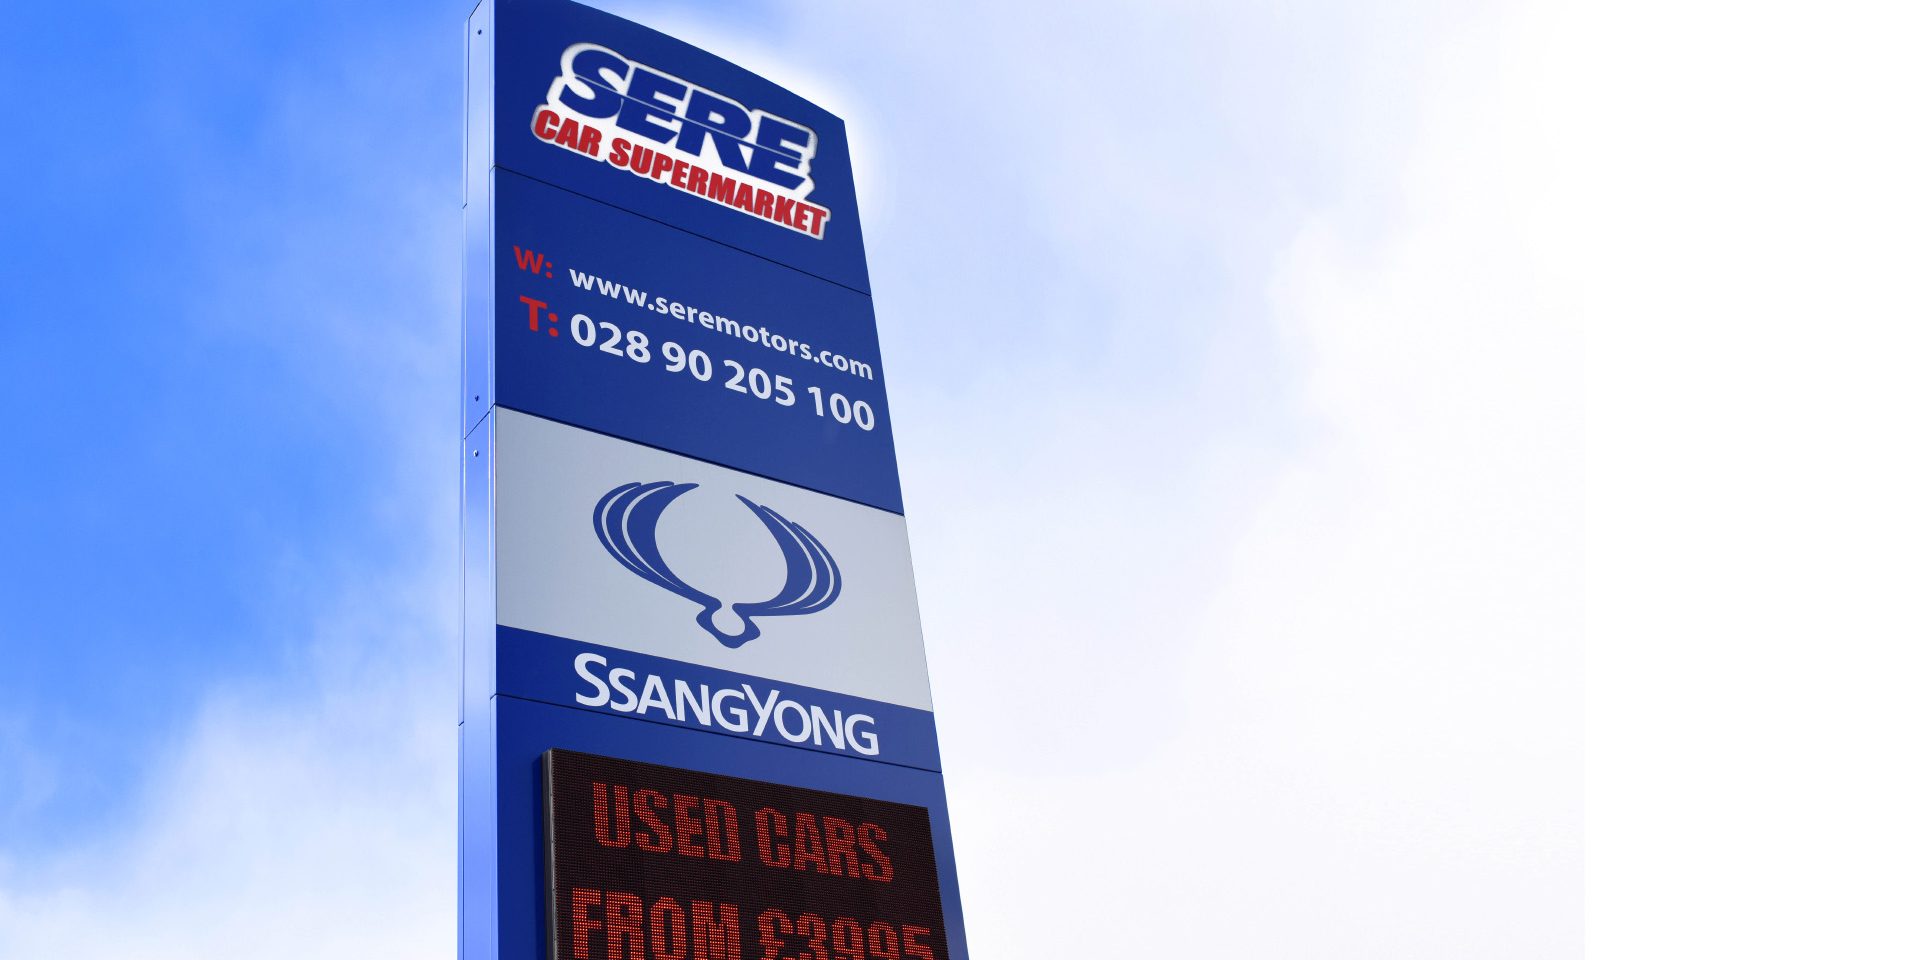 SERE
CAR SUPERMARKET
W: www.seremotors.com
T: 028 90 205 100
SSANGYONG
USED CARS
FROM £3995